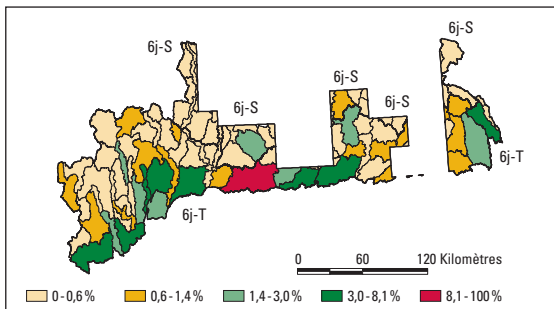 6j-S
6j-S
6j-S
6j-S
6j-S
6j-T
6j-T
0 60 120 Kilomètres
0 - 0,6 % 0,6 - 1,4 % 1,4 - 3,0 % 3,0 - 8,1 % 8,1 - 100 %